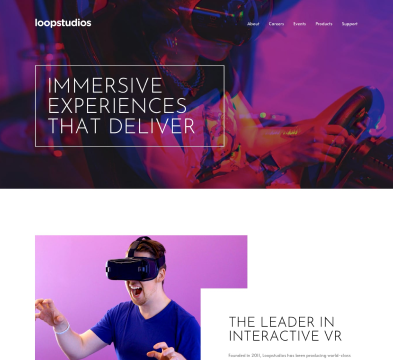 loopstudios
About Careers Events Products Support
IMMERSIVE
EXPERIENCES
THAT DELIVER
THE LEADER IN
INTERACTIVE VR
Founded in 2011, Loopstudios has been producing world-class